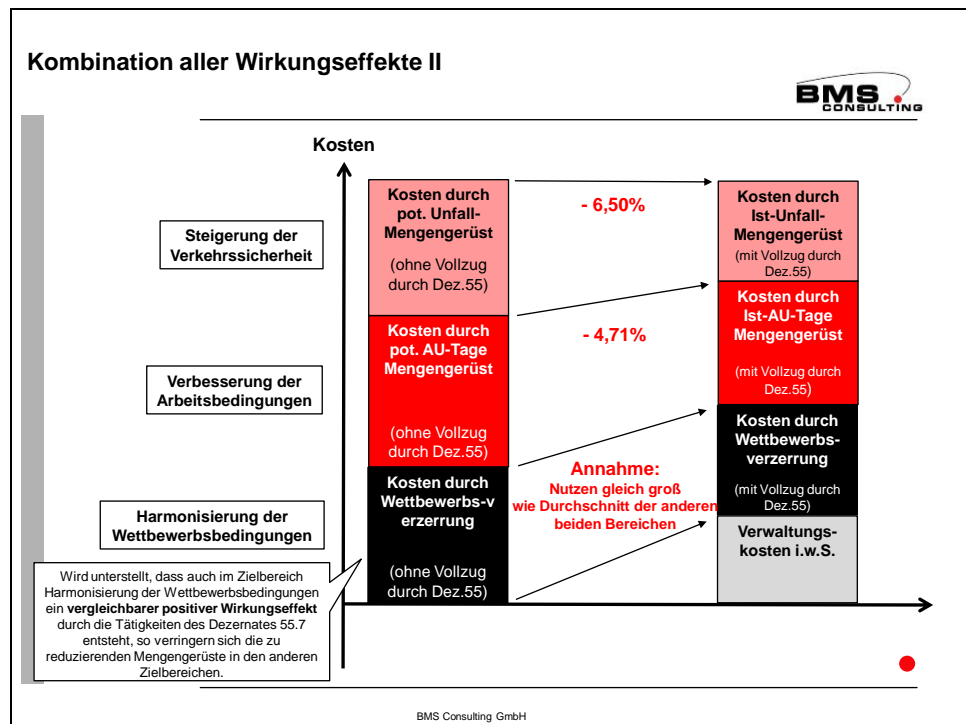 Kombination aller Wirkungseffekte II
BMS
CONSULTING
Kosten
Steigerung der
Verkehrssicherheit
Verbesserung der
Arbeitsbedingungen
Harmonisierung der
Wettbewerbsbedingungen
Wird unterstellt, dass auch im Zielbereich
Harmonisierung der Wettbewerbsbedingungen
ein vergleichbarer positiver Wirkungseffekt
durch die Tätigkeiten des Dezernates 55.7
entsteht, so verringern sich die zu
reduzierenden Mengengerüste in den anderen
Zielbereichen.
Kosten durch
pot. Unfall-
Mengengerüst
(ohne Vollzug
durch Dez.55)
Kosten durch
pot. AU-Tage
Mengengerüst
(ohne Vollzug
durch Dez.55)
Kosten durch
Wettbewerbs-v
erzerrung
(ohne Vollzug
durch Dez.55)
- 6,50%
- 4,71%
Annahme:
Nutzen gleich groß
wie Durchschnitt der anderen
beiden Bereichen
Kosten durch
Ist-Unfall-
Mengengerüst
(mit Vollzug durch
Dez.55)
Kosten durch
Ist-AU-Tage
Mengengerüst
(mit Vollzug durch
Dez.55)
Kosten durch
Wettbewerbs-
verzerrung
(mit Vollzug durch
Dez.55)
Verwaltungs-
kosten i.w.S.
BMS Consulting GmbH